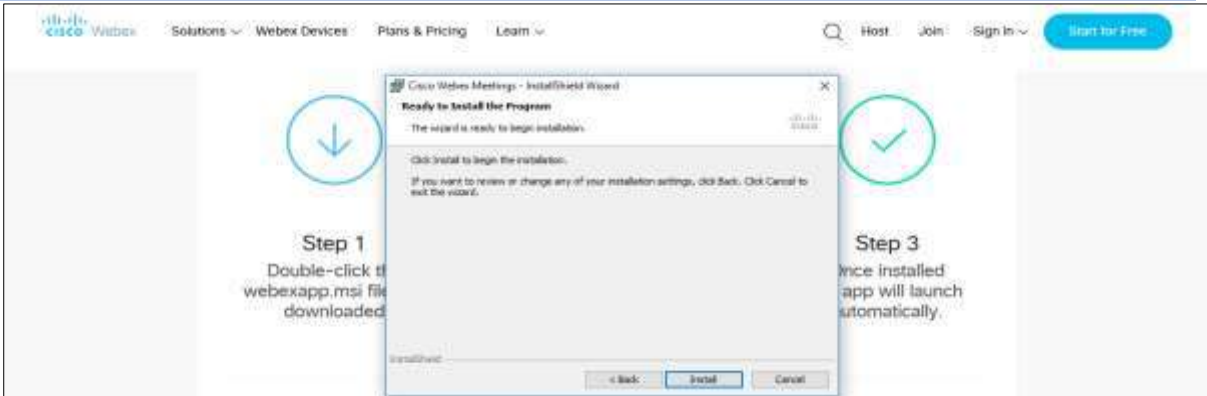 cisco Webex Solutions Webex Devices Plans & Pricing Learn Host Join Sign In Start for Free
Cisco Webex Meetings - InstallShield Wizard
Ready to Install the Program
The wizard is ready to begin installation.
cisco
Click Install to begin the installation.
If you want to review or change any of your installation settings, click Back. Click Cancel to
exit the wizard.
Step 1
Double-click th
webexapp.msi file
downloaded
Step 3
Once installed
app will launch
utomatically.
InstallShield
< Back Install Cancel